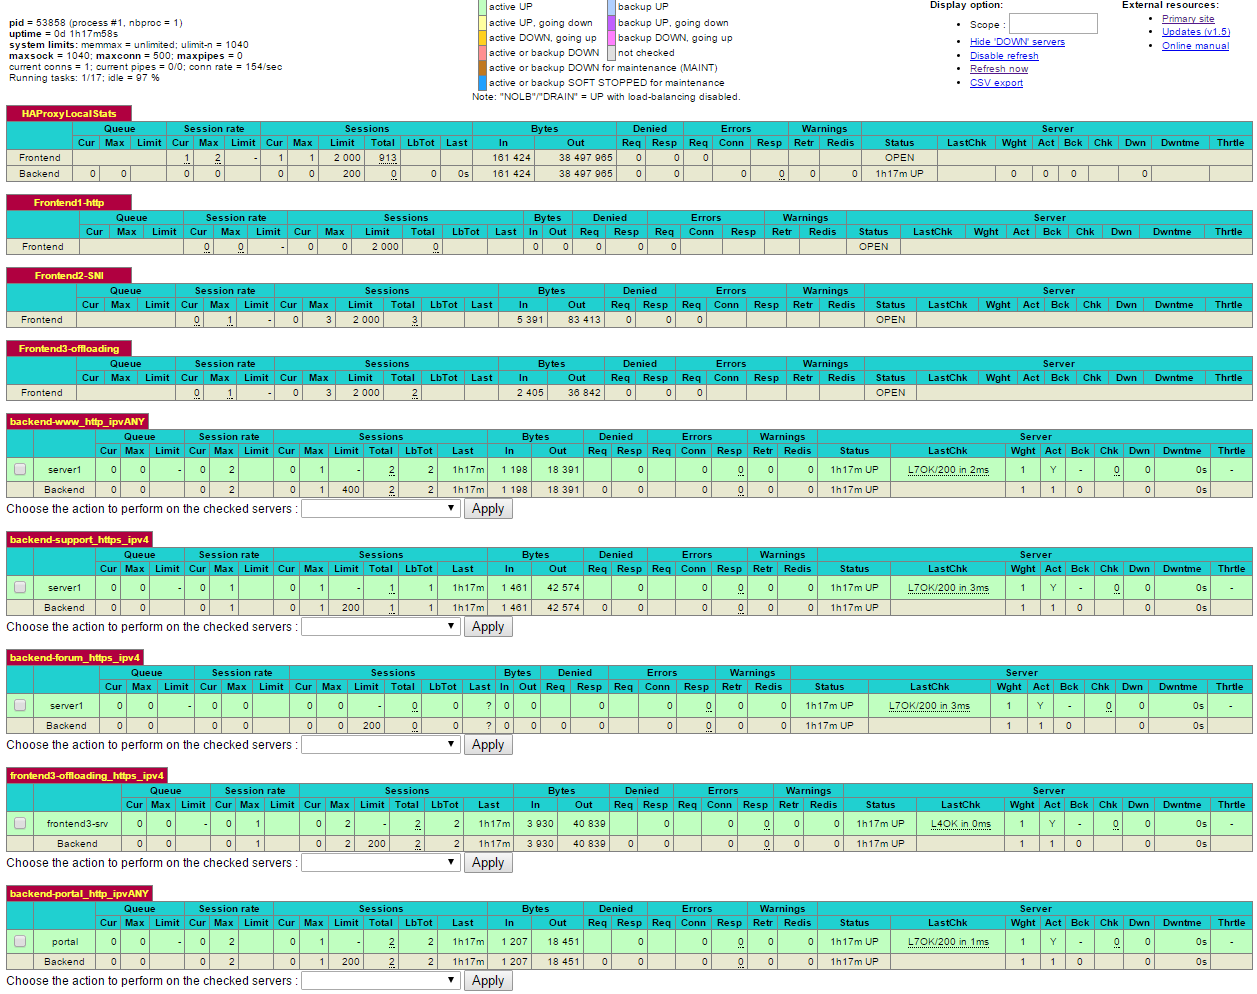 pid = 53858 (process #1, nbproc = 1)
uptime = 0d 1h17m58s
system limits: memmax = unlimited; ulimit-n = 1040
maxsock = 1040; maxconn = 500; maxpipes = 0
current conns = 1; current pipes = 0/0; conn rate = 154/sec
Running tasks: 1/17; idle = 97 %
active UP backup UP
active UP, going down backup UP, going down
active DOWN, going up backup DOWN, going up
active or backup DOWN not checked
active or backup DOWN for maintenance (MAINT)
active or backup SOFT STOPPED for maintenance
Note: "NOLB"/"DRAIN" = UP with load-balancing disabled.
Display option:
Scope :
Hide 'DOWN' servers
Disable refresh
Refresh now
CSV export
External resources:
Primary site
Updates (v1.5)
Online manual
HAProxyLocalStats
Queue Session rate Sessions Bytes Denied Errors Warnings Server
Cur Max Limit Cur Max Limit Cur Max Limit Total LbTot Last In Out Req Resp Req Conn Resp Retr Redis Status LastChk Wght Act Bck Chk Dwn Dwntme Thrtle
Frontend 1 2 - 1 1 2 000 913 161 424 38 497 965 0 0 0 OPEN
Backend 0 0 0 0 0 0 200 0 0 0s 161 424 38 497 965 0 0 0 0 0 0 1h17m UP 0 0 0 0
Frontend1-http
Queue Session rate Sessions Bytes Denied Errors Warnings Server
Cur Max Limit Cur Max Limit Cur Max Limit Total LbTot Last In Out Req Resp Req Conn Resp Retr Redis Status LastChk Wght Act Bck Chk Dwn Dwntme Thrtle
Frontend 0 0 - 0 0 2 000 0 0 0 0 0 0 OPEN
Frontend2-SNI
Queue Session rate Sessions Bytes Denied Errors Warnings Server
Cur Max Limit Cur Max Limit Cur Max Limit Total LbTot Last In Out Req Resp Req Conn Resp Retr Redis Status LastChk Wght Act Bck Chk Dwn Dwntme Thrtle
Frontend 0 1 - 0 3 2 000 3 5 391 83 413 0 0 0 OPEN
Frontend3-offloading
Queue Session rate Sessions Bytes Denied Errors Warnings Server
Cur Max Limit Cur Max Limit Cur Max Limit Total LbTot Last In Out Req Resp Req Conn Resp Retr Redis Status LastChk Wght Act Bck Chk Dwn Dwntme Thrtle
Frontend 0 1 - 0 3 2 000 2 2 405 36 842 0 0 0 OPEN
backend-www_http_ipvANY
Queue Session rate Sessions Bytes Denied Errors Warnings Server
Cur Max Limit Cur Max Limit Cur Max Limit Total LbTot Last In Out Req Resp Req Conn Resp Retr Redis Status LastChk Wght Act Bck Chk Dwn Dwntme Thrtle
server1 0 0 - 0 2 0 1 - 2 2 1h17m 1 198 18 391 0 0 0 0 0 1h17m UP L7OK/200 in 2ms 1 Y - 0 0 0s -
Backend 0 0 0 2 0 1 400 2 2 1h17m 1 198 18 391 0 0 0 0 0 0 1h17m UP 1 1 0 0 0s
Choose the action to perform on the checked servers : Apply
backend-support_https_ipv4
Queue Session rate Sessions Bytes Denied Errors Warnings Server
Cur Max Limit Cur Max Limit Cur Max Limit Total LbTot Last In Out Req Resp Req Conn Resp Retr Redis Status LastChk Wght Act Bck Chk Dwn Dwntme Thrtle
server1 0 0 - 0 1 0 1 - 1 1 1h17m 1 461 42 574 0 0 0 0 0 1h17m UP L7OK/200 in 3ms 1 Y - 0 0 0s -
Backend 0 0 0 1 0 1 200 1 1 1h17m 1 461 42 574 0 0 0 0 0 0 1h17m UP 1 1 0 0 0s
Choose the action to perform on the checked servers : Apply
backend-forum_https_ipv4
Queue Session rate Sessions Bytes Denied Errors Warnings Server
Cur Max Limit Cur Max Limit Cur Max Limit Total LbTot Last In Out Req Resp Req Conn Resp Retr Redis Status LastChk Wght Act Bck Chk Dwn Dwntme Thrtle
server1 0 0 - 0 0 0 0 - 0 0 ? 0 0 0 0 0 0 0 1h17m UP L7OK/200 in 3ms 1 Y - 0 0 0s -
Backend 0 0 0 0 0 0 200 0 0 ? 0 0 0 0 0 0 0 0 1h17m UP 1 1 0 0 0s
Choose the action to perform on the checked servers : Apply
frontend3-offloading_https_ipv4
Queue Session rate Sessions Bytes Denied Errors Warnings Server
Cur Max Limit Cur Max Limit Cur Max Limit Total LbTot Last In Out Req Resp Req Conn Resp Retr Redis Status LastChk Wght Act Bck Chk Dwn Dwntme Thrtle
frontend3-srv 0 0 - 0 1 0 2 - 2 2 1h17m 3 930 40 839 0 0 0 0 0 1h17m UP L4OK in 0ms 1 Y - 0 0 0s -
Backend 0 0 0 1 0 2 200 2 2 1h17m 3 930 40 839 0 0 0 0 0 0 1h17m UP 1 1 0 0 0s
Choose the action to perform on the checked servers : Apply
backend-portal_http_ipvANY
Queue Session rate Sessions Bytes Denied Errors Warnings Server
Cur Max Limit Cur Max Limit Cur Max Limit Total LbTot Last In Out Req Resp Req Conn Resp Retr Redis Status LastChk Wght Act Bck Chk Dwn Dwntme Thrtle
portal 0 0 - 0 2 0 1 - 2 2 1h17m 1 207 18 451 0 0 0 0 0 1h17m UP L7OK/200 in 1ms 1 Y - 0 0 0s -
Backend 0 0 0 2 0 1 200 2 2 1h17m 1 207 18 451 0 0 0 0 0 0 1h17m UP 1 1 0 0 0s
Choose the action to perform on the checked servers : Apply